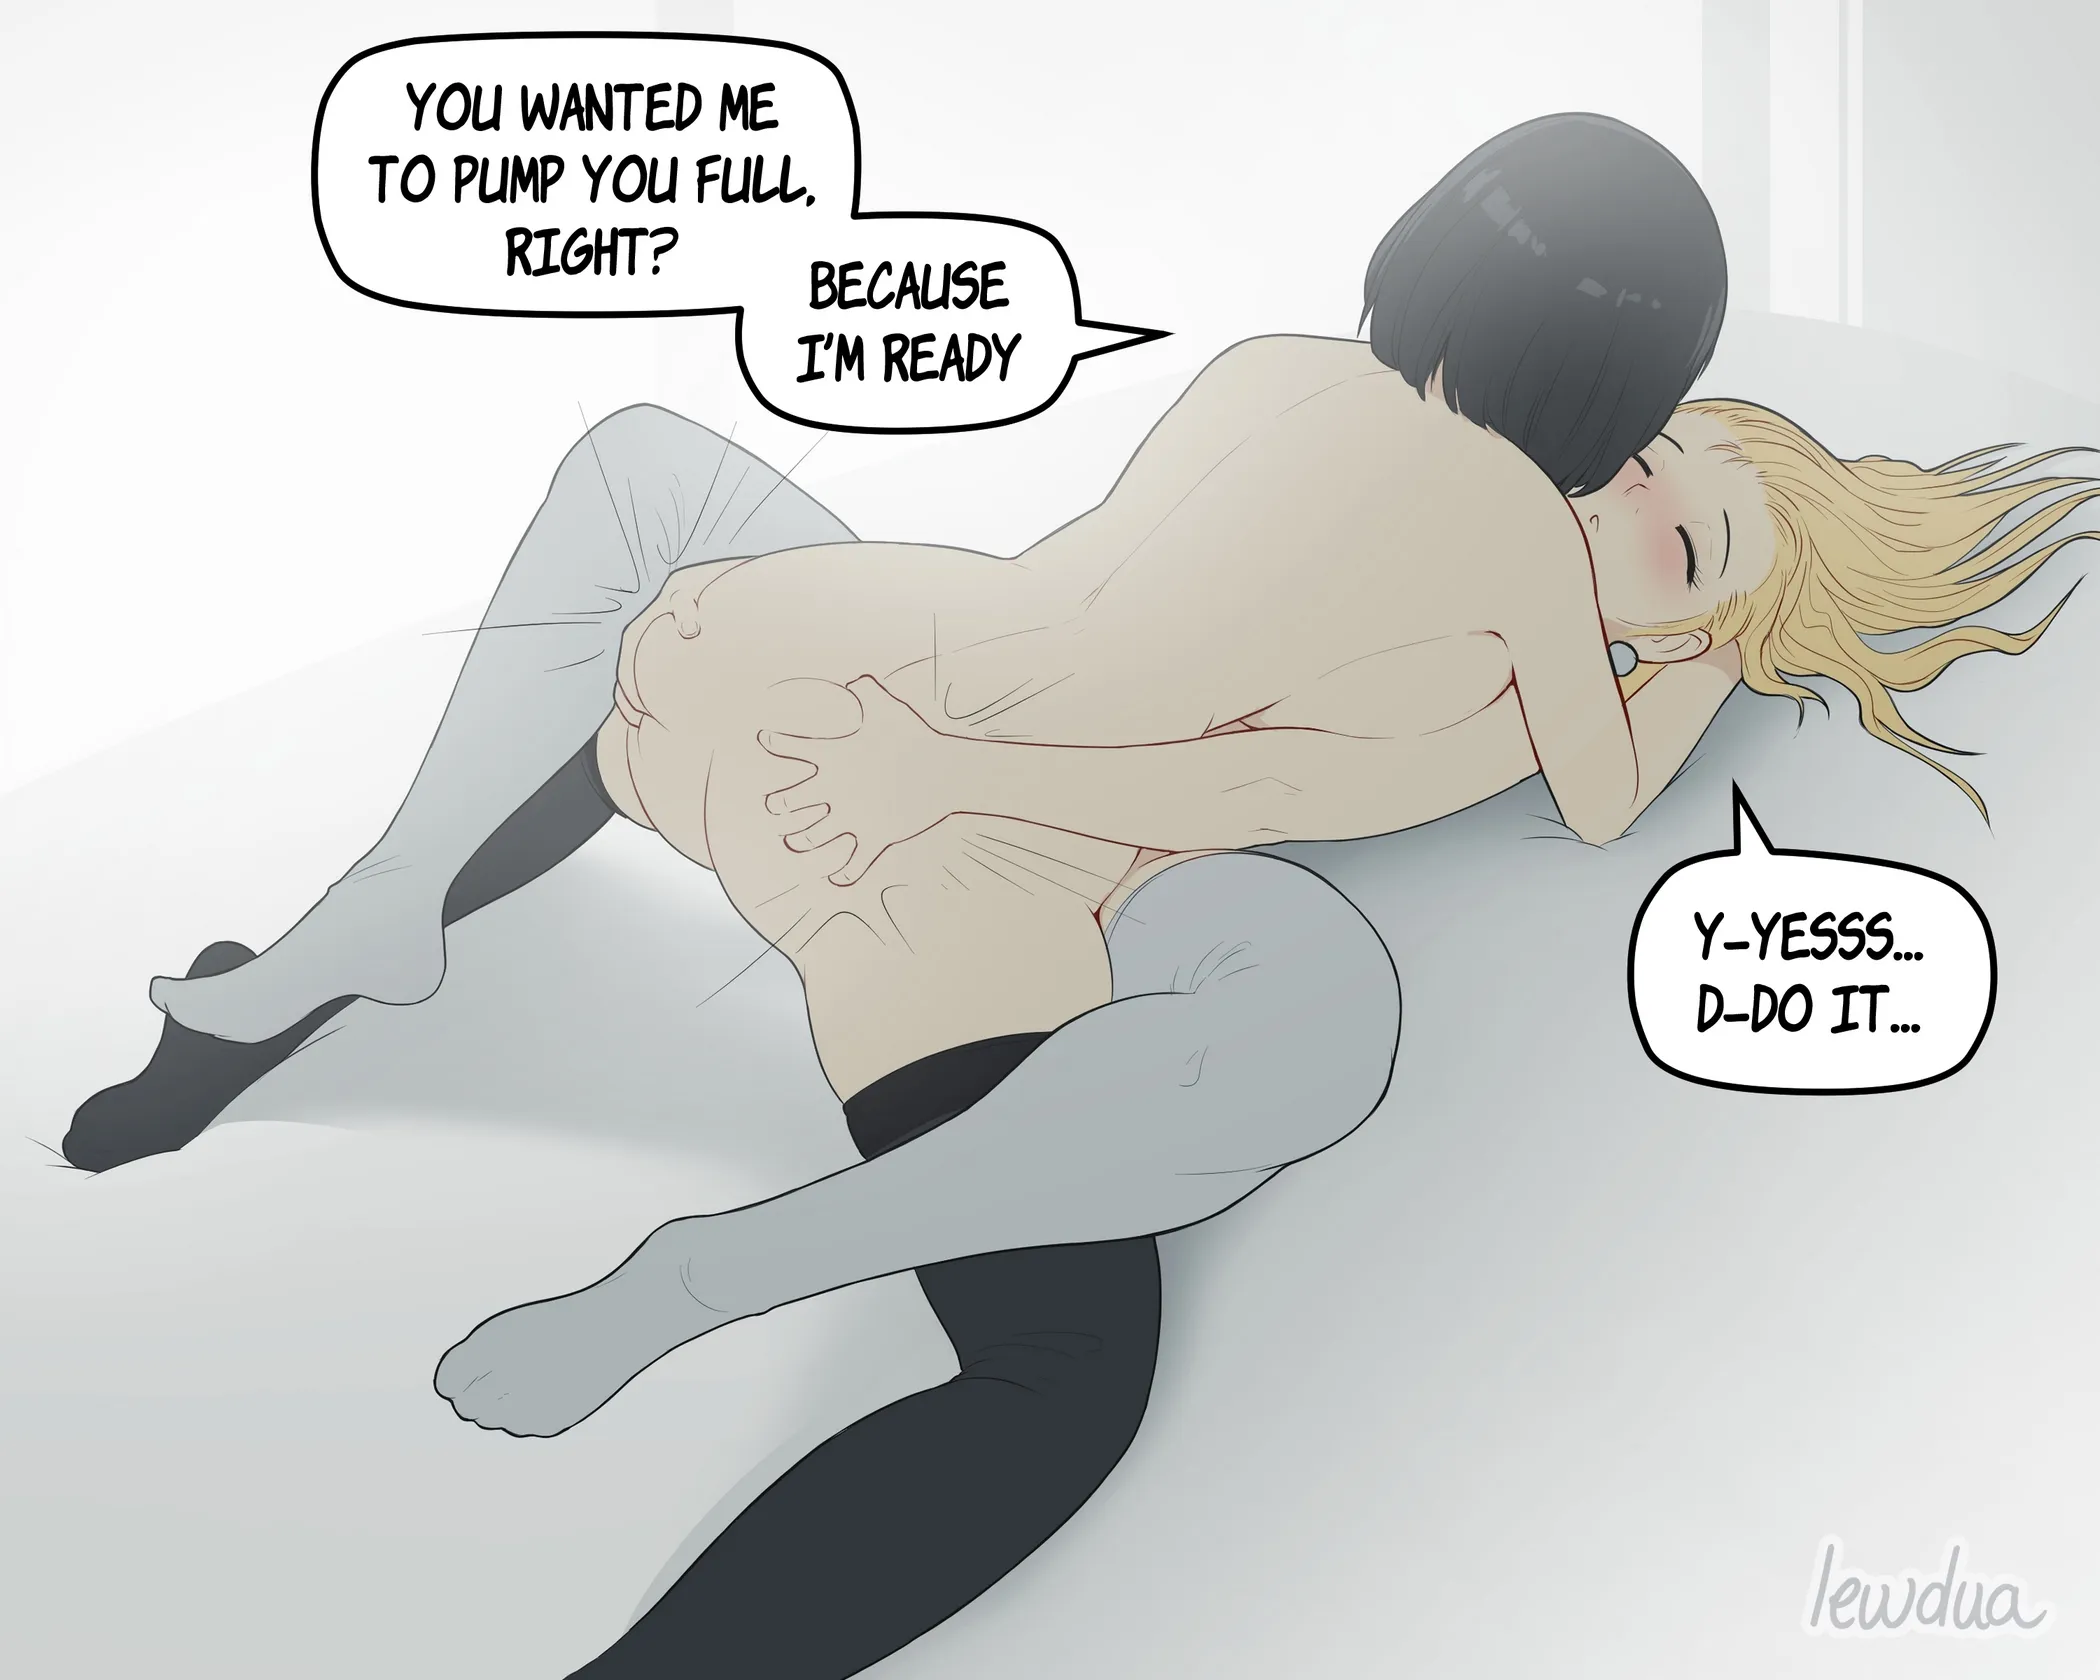 YOU WANTED ME
TO PUMP YOU FULL,
RIGHT?
BECAUSE
I'M READY
Y-YESSS...
D-DO IT...
lewdua